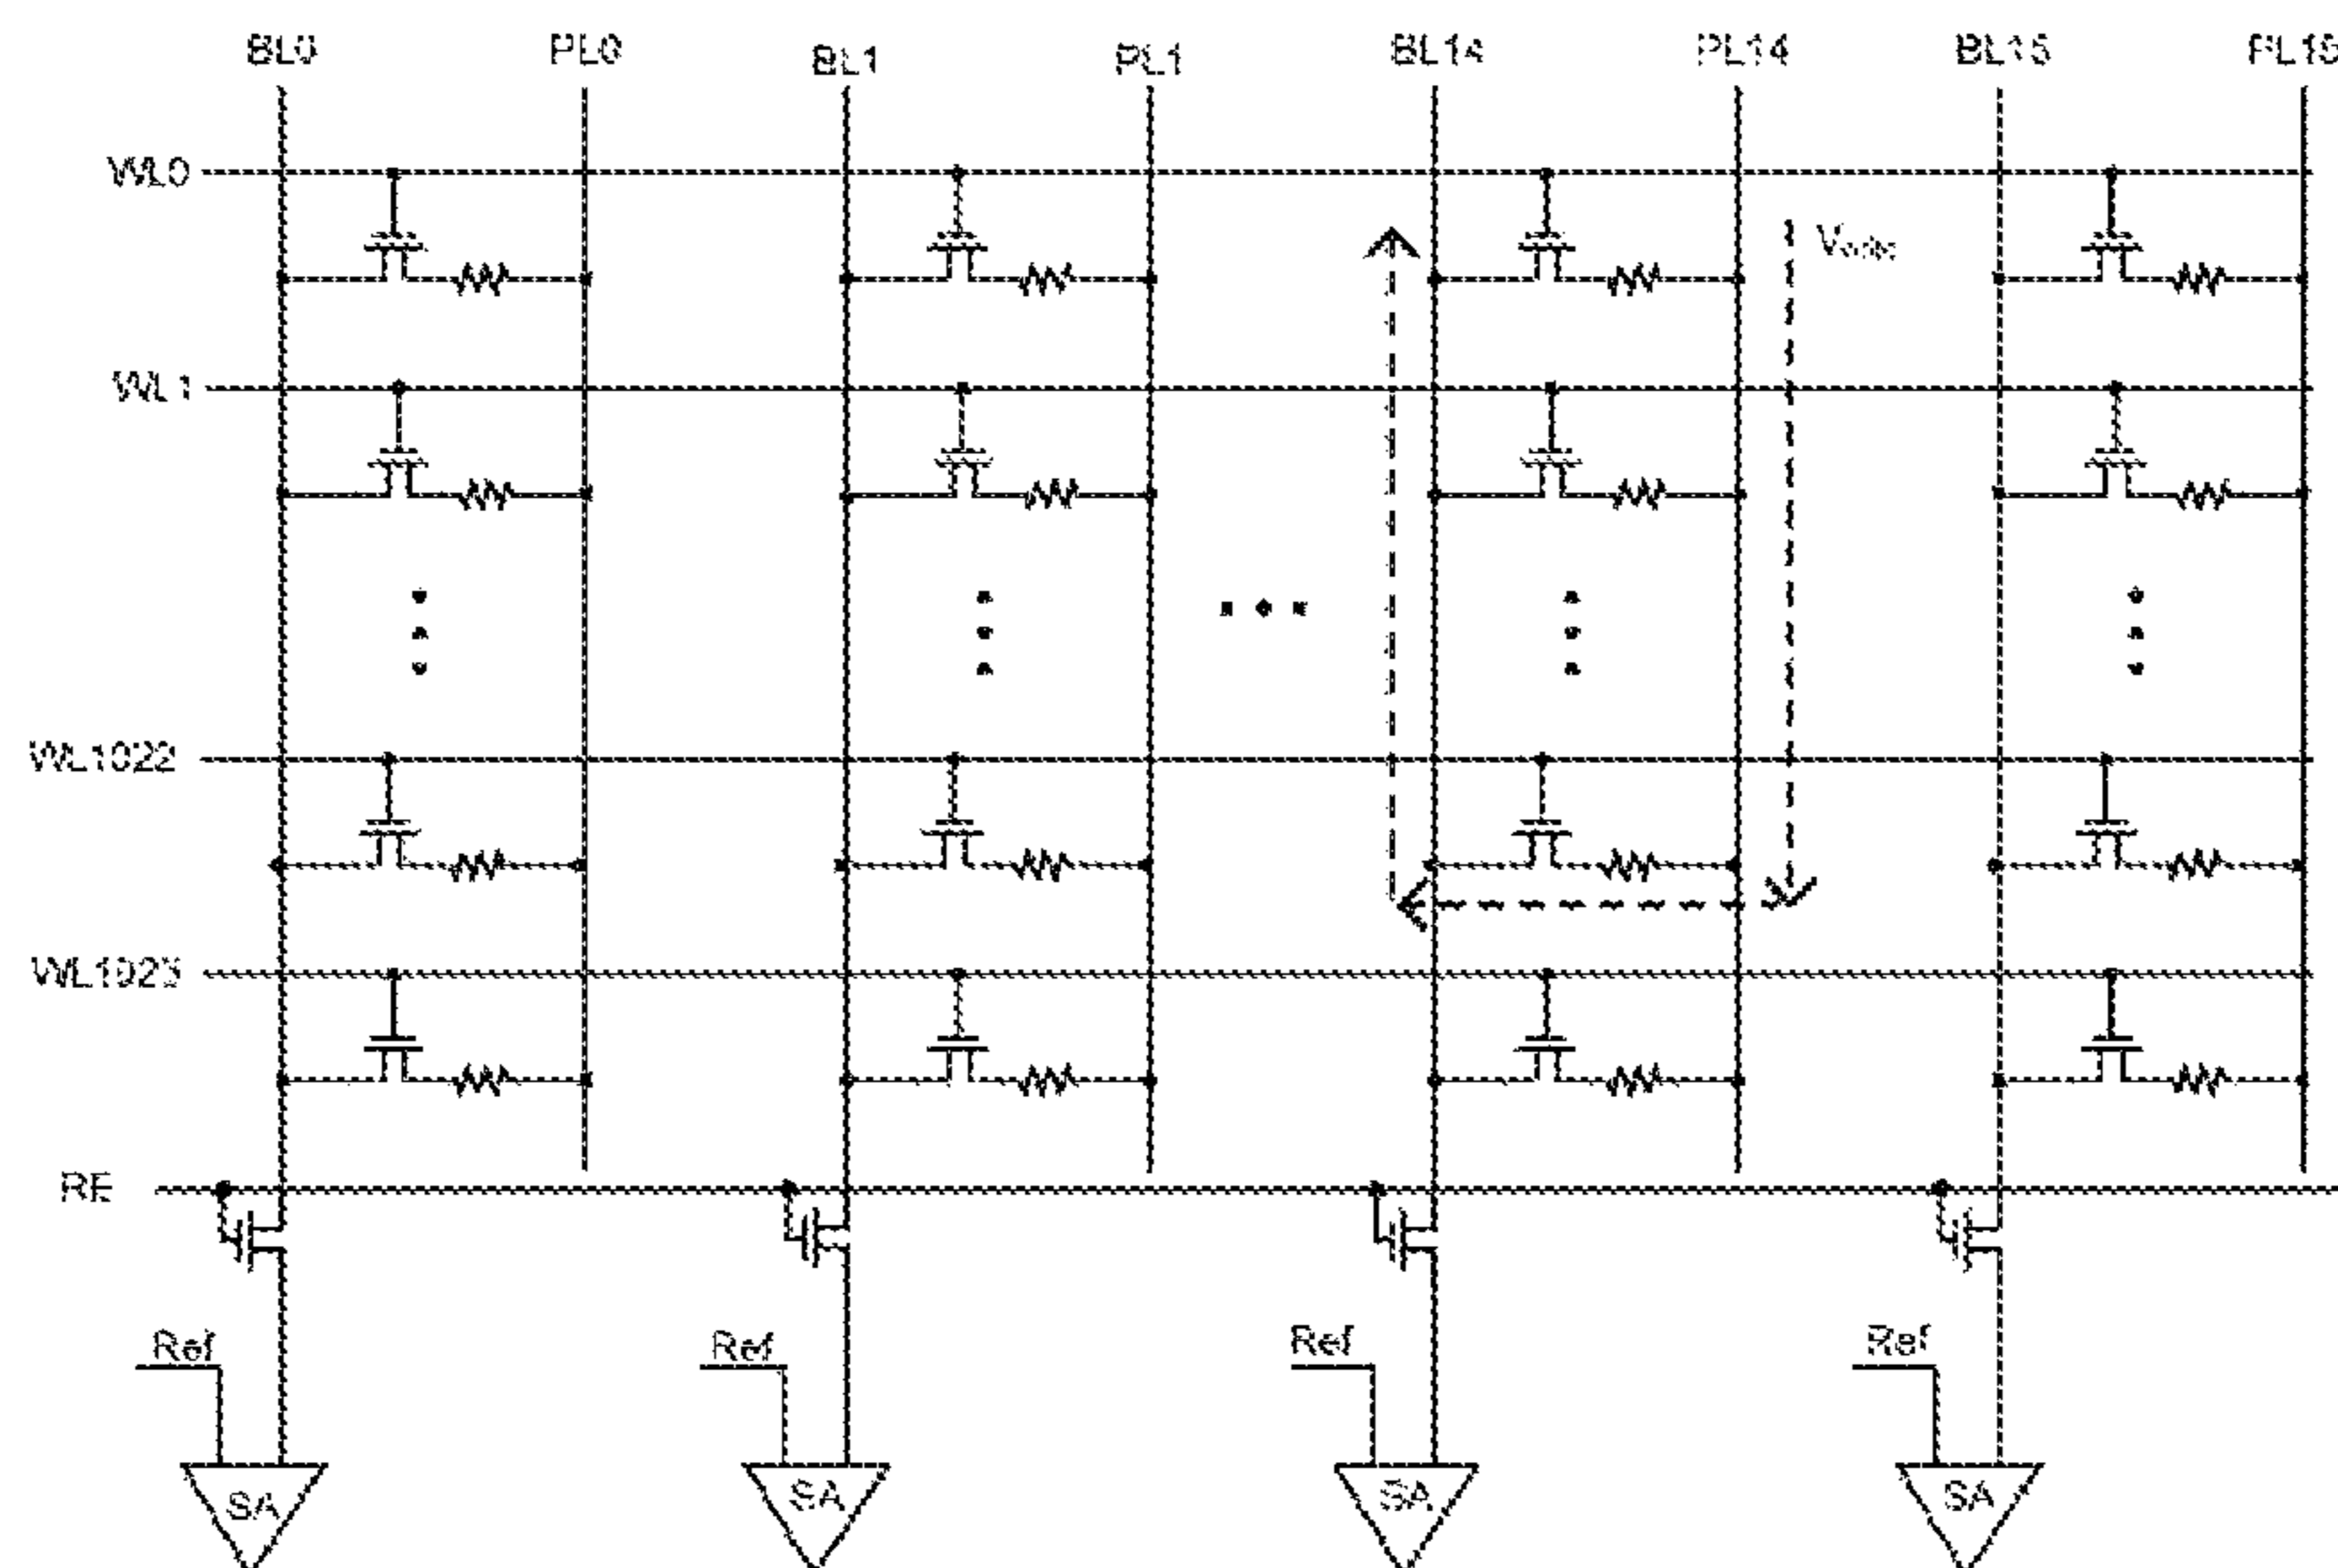 BL0 PL0 BL1 PL1 BL14 PL14 BL15 PL15
WL0
WL1
WL1022
WL1023
RE
Ref Ref Ref Ref
SA SA SA SA